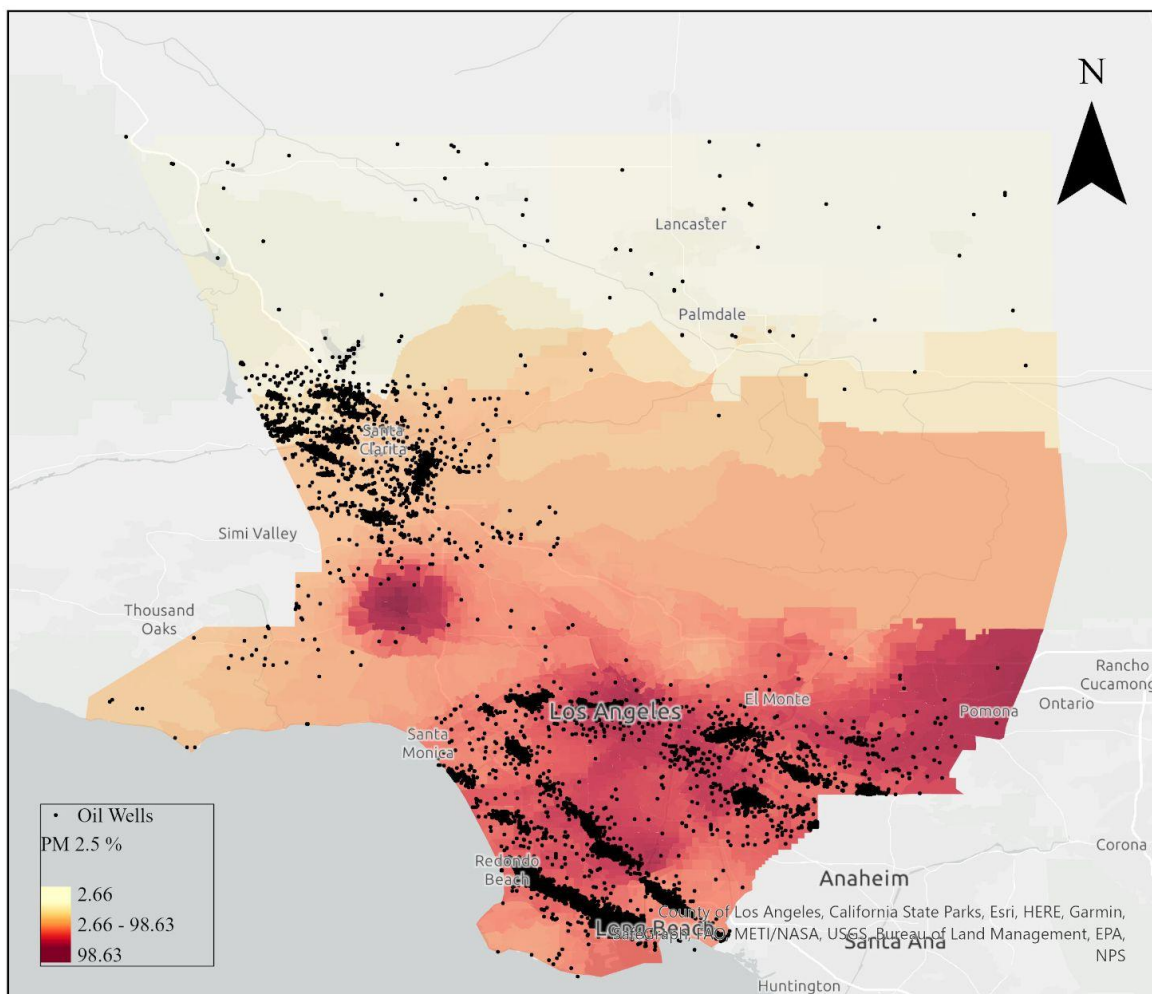 N
Lancaster
Palmdale
Santa
Clarita
Simi Valley
Thousand
Oaks
Rancho
Cucamong
El Monte
Los Angeles
Pomona
Ontario
Santa
Monica
Oil Wells
PM 2.5 %
2.66
2.66 - 98.63
98.63
Redondo
Beach
Corona
Anaheim
Long Beach
Santa Ana
County of Los Angeles, California State Parks, Esri, HERE, Garmin,
SafeGraph, FAO, METI/NASA, USGS, Bureau of Land Management, EPA,
NPS
Huntington